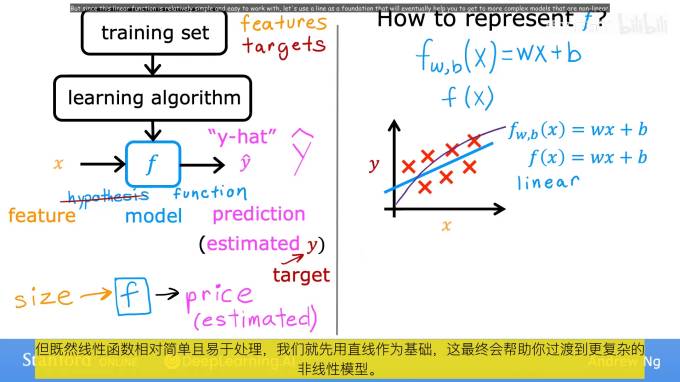 But since this linear function is relatively simple and easy to work with, let's use a line as a foundation that will eventually help you to get to more complex models that are non-linear.
training set
features
targets
learning algorithm
x
f
"y-hat"
ŷ
ŷ
hypothesis function
feature
model
prediction
(estimated y)
target
size → f → price
(estimated)
How to represent f?
bilibili
f w,b (x) = wx + b
f(x)
y
x
f w,b (x) = wx + b
f(x) = wx + b
linear
Stanford ONLINE
DeepLearning.AI
Andrew Ng
但既然线性函数相对简单且易于处理，我们就先用直线作为基础，这最终会帮助你过渡到更复杂的
非线性模型。